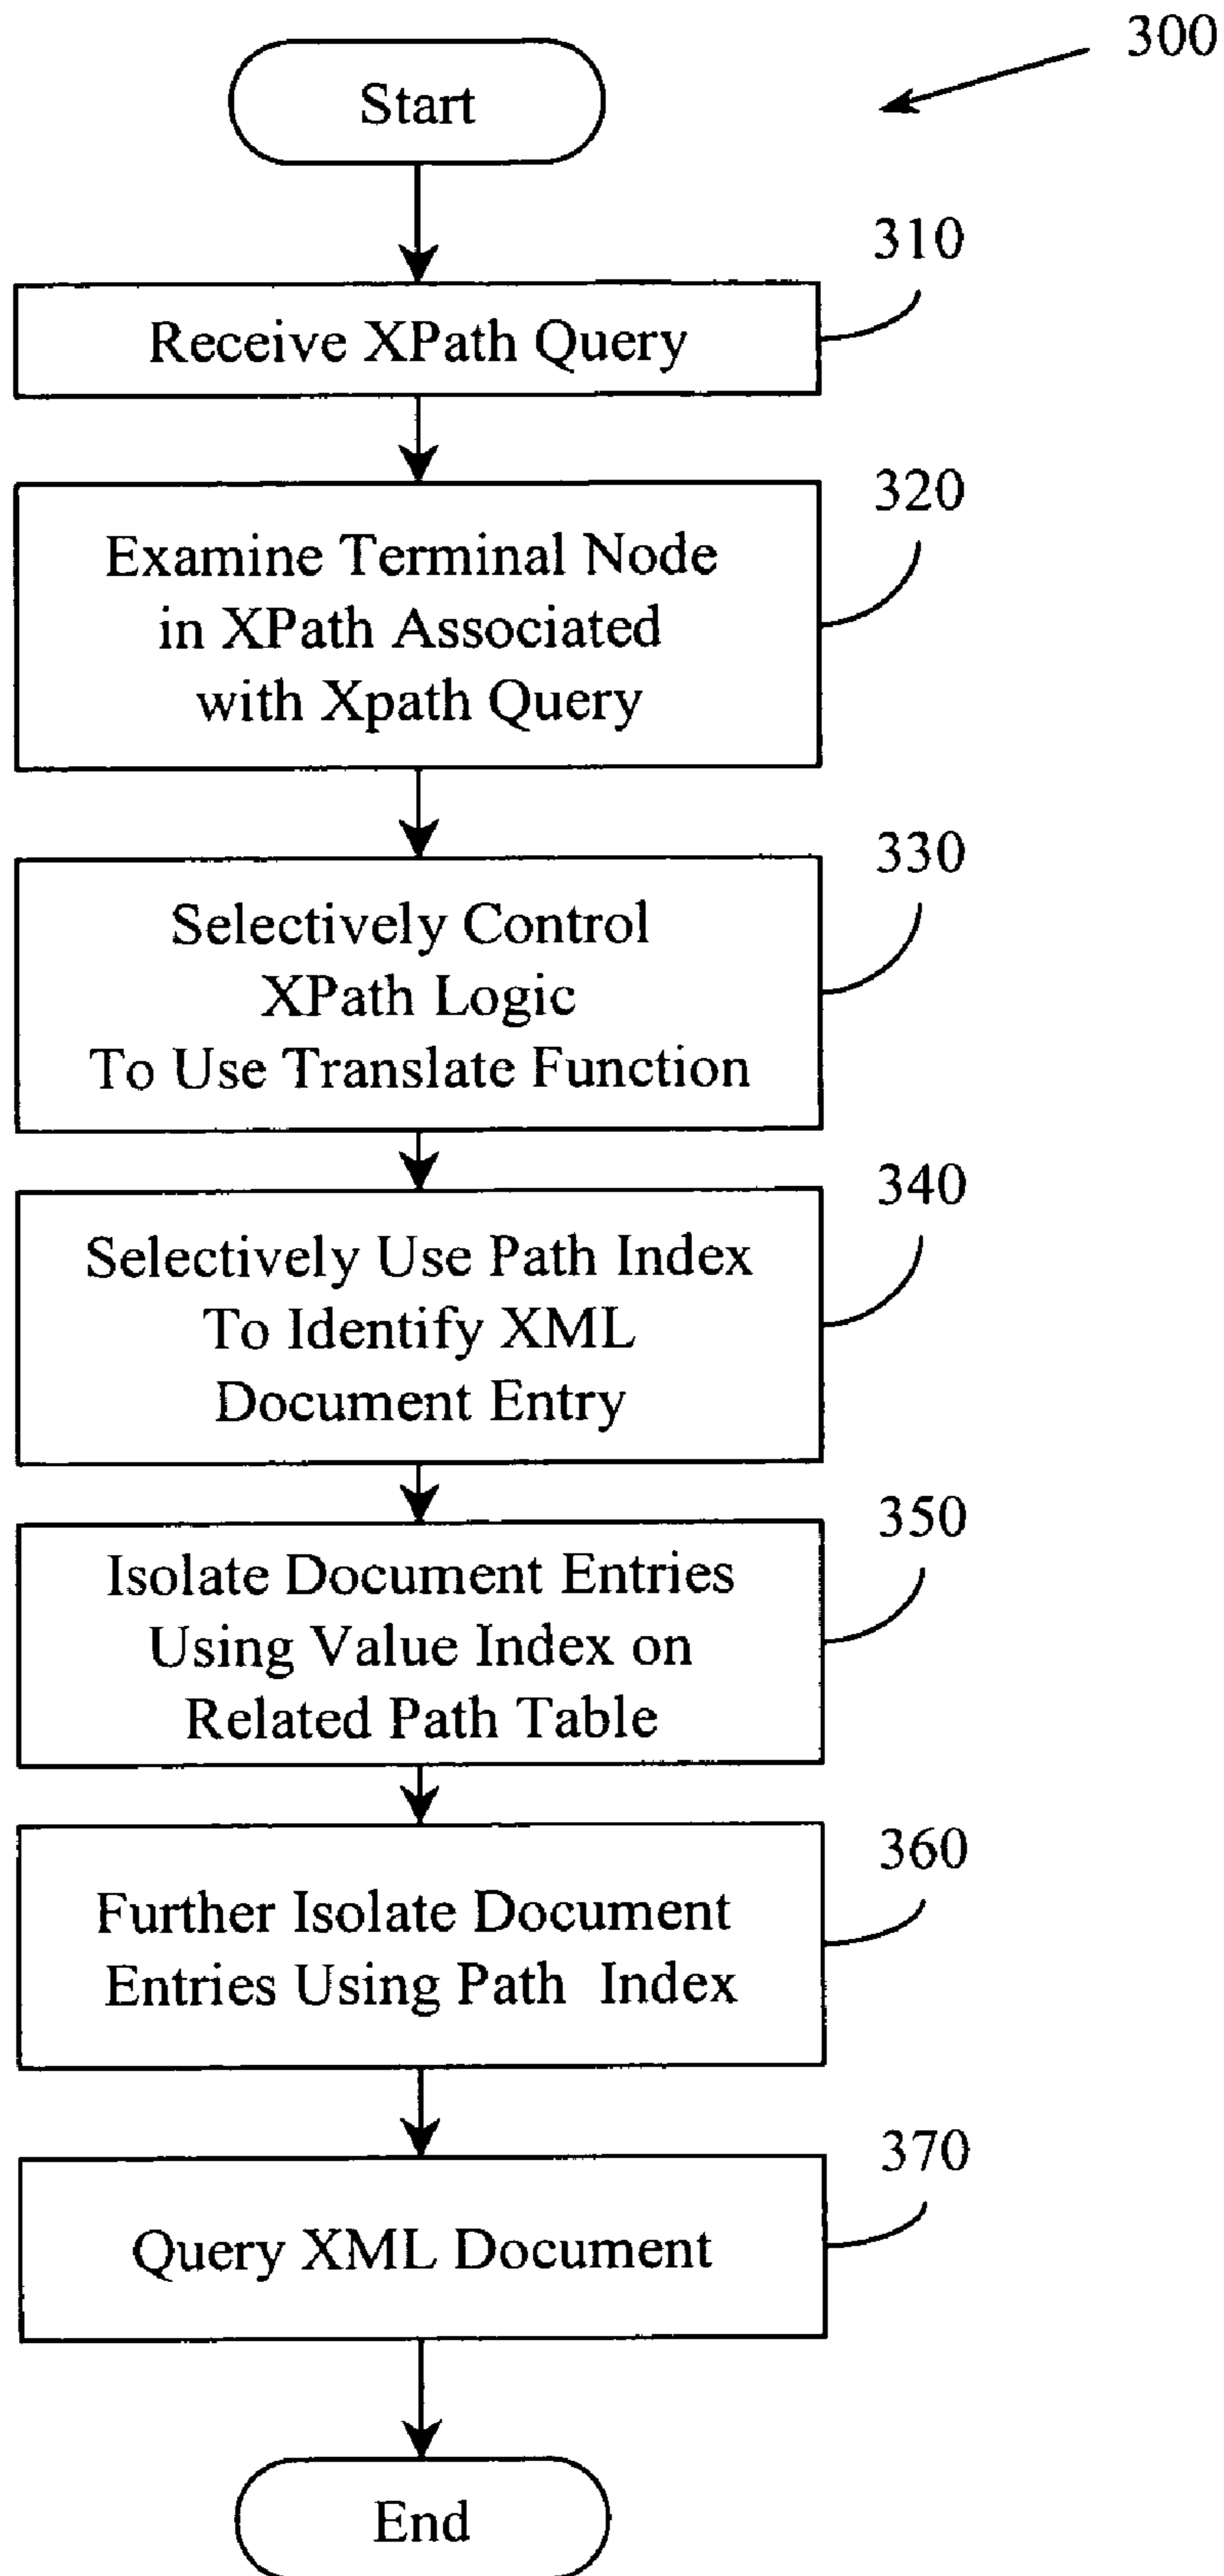 300
Start
310
Receive XPath Query
320
Examine Terminal Node
in XPath Associated
with Xpath Query
330
Selectively Control
XPath Logic
To Use Translate Function
340
Selectively Use Path Index
To Identify XML
Document Entry
350
Isolate Document Entries
Using Value Index on
Related Path Table
360
Further Isolate Document
Entries Using Path Index
370
Query XML Document
End